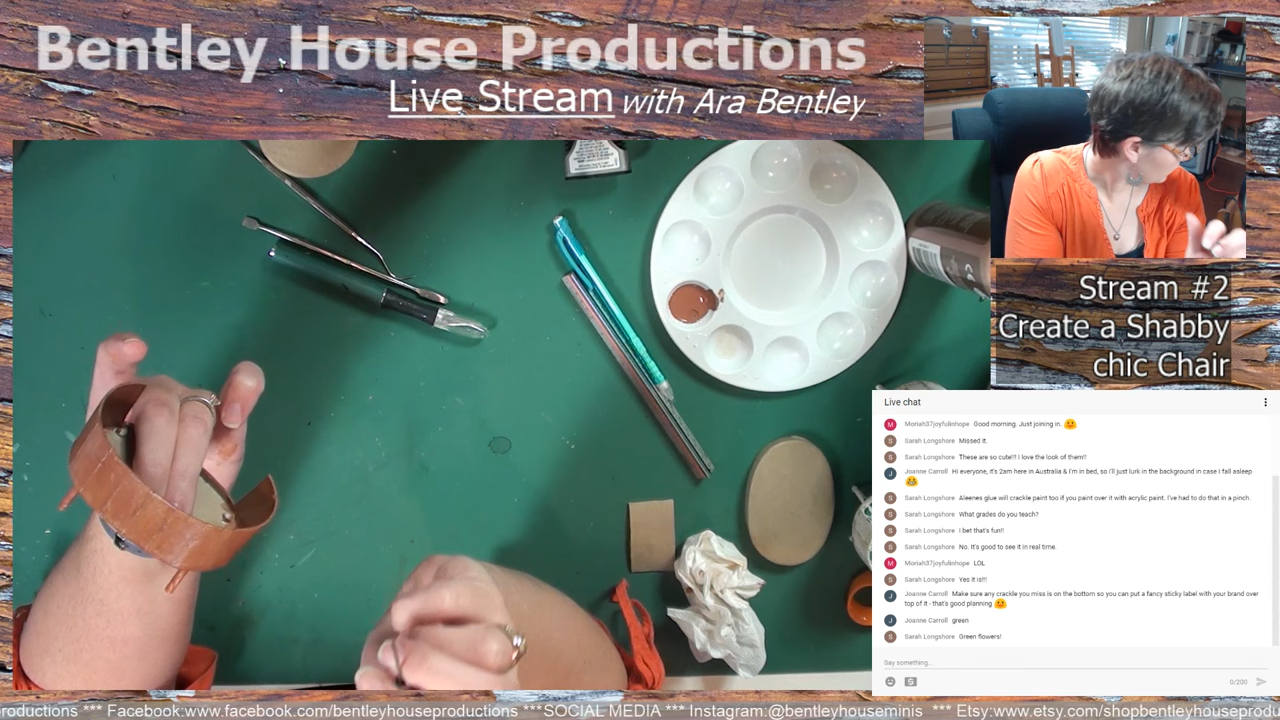 Bentley House Productions
Live Stream with Ara Bentley
Stream #2
Create a Shabby
chic Chair
Live chat
M Moriah37joyfulinhope Good morning. Just joining in.
S Sarah Longshore Missed it.
S Sarah Longshore These are so cute!!! I love the look of them!!
J Joanne Carroll Hi everyone, it's 2am here in Australia & I'm in bed, so I'll just lurk in the background in case I fall asleep
S Sarah Longshore Aleenes glue will crackle paint too if you paint over it with acrylic paint. I've had to do that in a pinch.
S Sarah Longshore What grades do you teach?
S Sarah Longshore I bet that's fun!!
S Sarah Longshore No. It's good to see it in real time.
M Moriah37joyfulinhope LOL
S Sarah Longshore Yes it is!!!
J Joanne Carroll Make sure any crackle you miss is on the bottom so you can put a fancy sticky label with your brand over
top of it - that's good planning
J Joanne Carroll green
S Sarah Longshore Green flowers!
Say something...
0/200
roductions *** Facebook:www.facebook.com/bentleyhouseproductions ***SOCIAL MEDIA *** Instagram:@bentleyhouseminis *** Etsy:www.etsy.com/shopbentleyhouseprodu